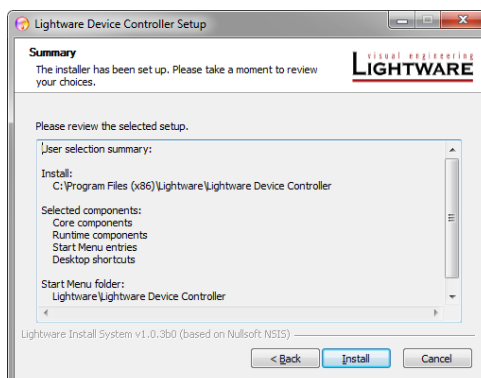 Lightware Device Controller Setup
Summary
The installer has been set up. Please take a moment to review
your choices.
visual engineering
LIGHTWARE
Please review the selected setup.
User selection summary:
Install:
C:\Program Files (x86)\Lightware\Lightware Device Controller
Selected components:
Core components
Runtime components
Start Menu entries
Desktop shortcuts
Start Menu folder:
Lightware\Lightware Device Controller
Lightware Install System v1.0.3b0 (based on Nullsoft NSIS)
< Back
Install
Cancel